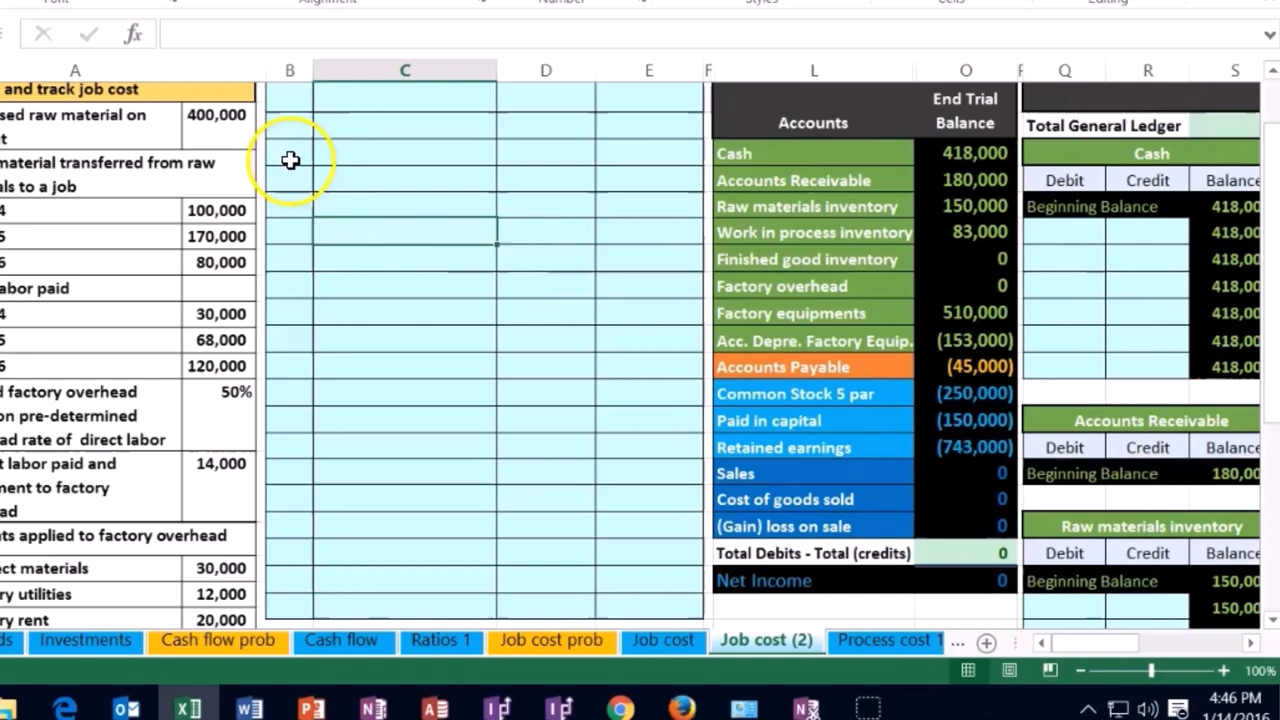 Font Alignment Number Styles Cells Editing
fx
A B C D E F L O Q R S
and track job cost
sed raw material on 400,000
t
material transferred from raw
als to a job
4 100,000
5 170,000
6 80,000
abor paid
4 30,000
5 68,000
6 120,000
d factory overhead 50%
on pre-determined
ad rate of direct labor
t labor paid and 14,000
ment to factory
ad
nts applied to factory overhead
ect materials 30,000
ry utilities 12,000
ry rent 20,000
Accounts End Trial Balance
Cash 418,000
Accounts Receivable 180,000
Raw materials inventory 150,000
Work in process inventory 83,000
Finished good inventory 0
Factory overhead 0
Factory equipments 510,000
Acc. Depre. Factory Equip. (153,000)
Accounts Payable (45,000)
Common Stock 5 par (250,000)
Paid in capital (150,000)
Retained earnings (743,000)
Sales 0
Cost of goods sold 0
(Gain) loss on sale 0
Total Debits - Total (credits) 0
Net Income 0
Total General Ledger
Cash
Debit Credit Balance
Beginning Balance 418,00
418,00
418,00
418,00
418,00
418,00
418,00
Accounts Receivable
Debit Credit Balance
Beginning Balance 180,00
Raw materials inventory
Debit Credit Balance
Beginning Balance 150,00
150,00
ds Investments Cash flow prob Cash flow Ratios 1 Job cost prob Job cost Job cost (2) Process cost 1 ...
100%
4:46 PM
1/14/2016